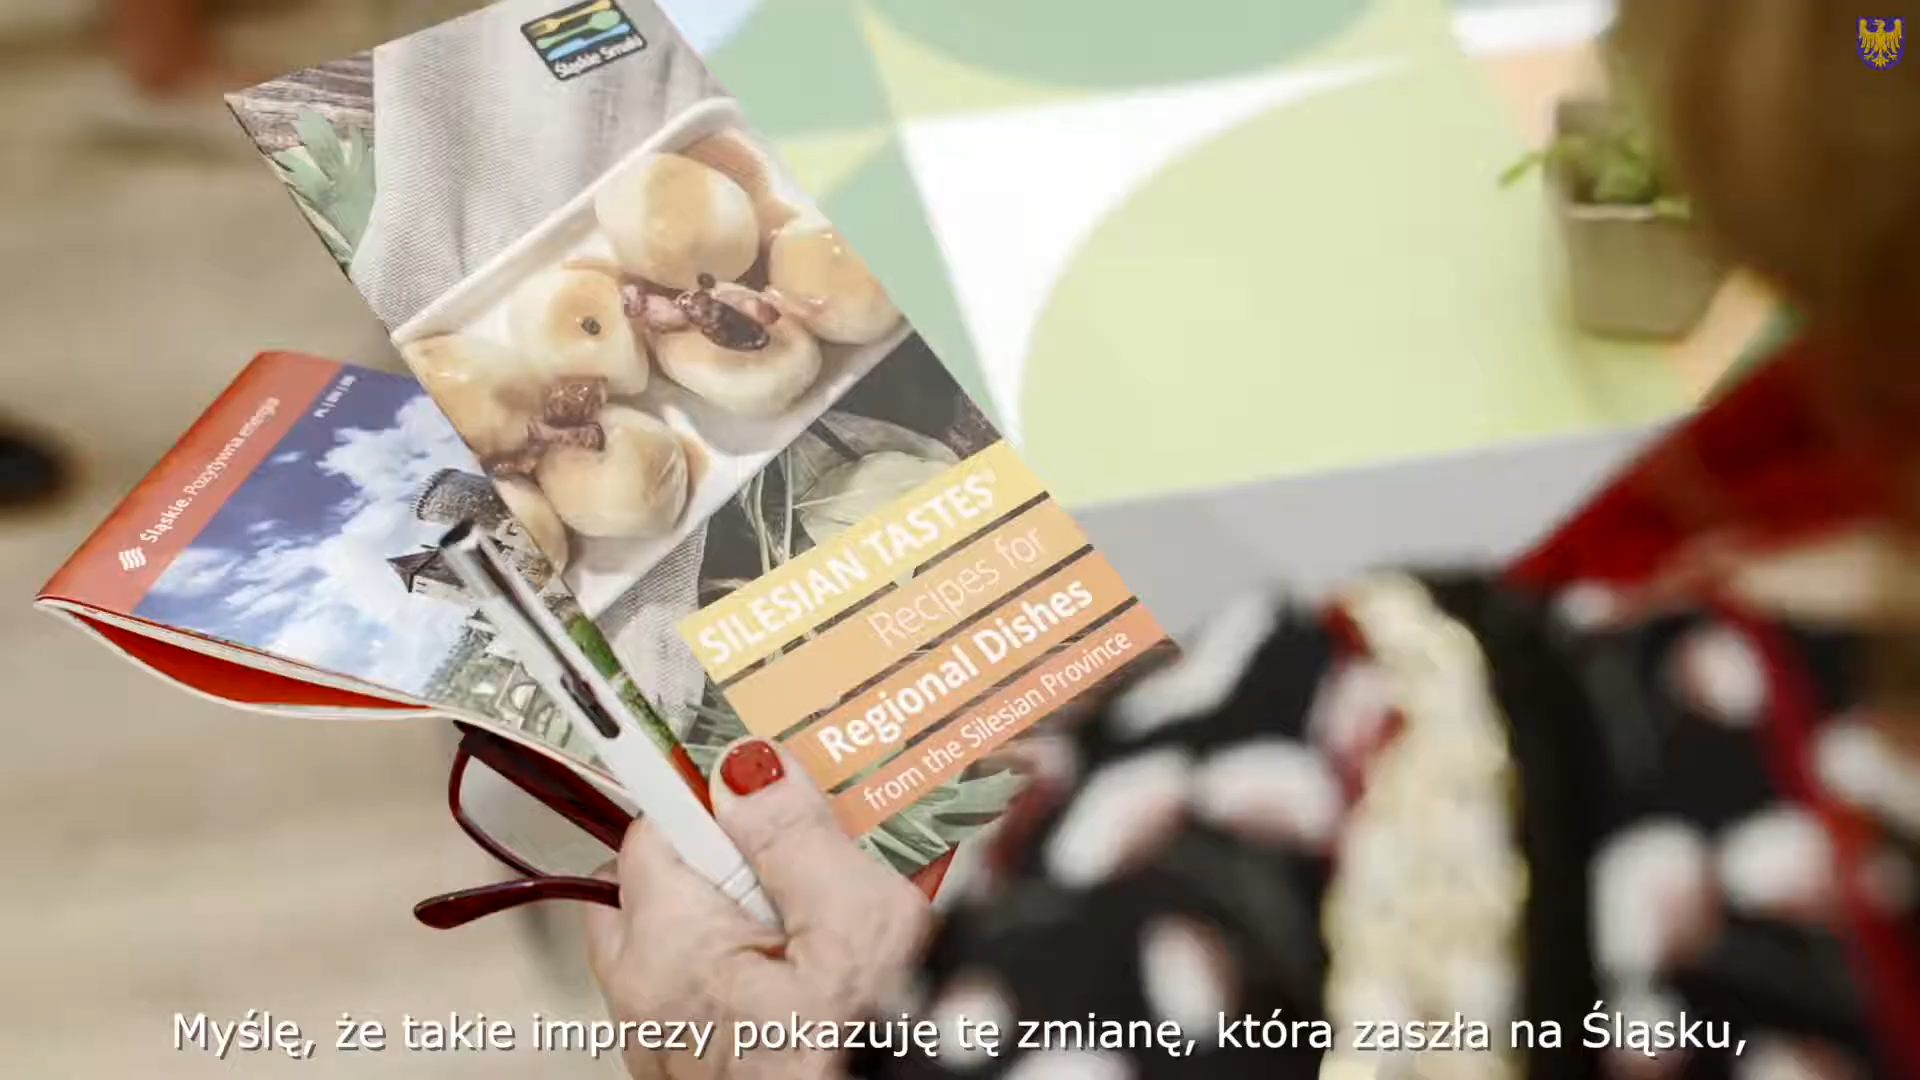 Śląskie Smaki
SILESIAN TASTES
Recipes for
Regional Dishes
from the Silesian Province
Śląskie. Pozytywna energia
Myślę, że takie imprezy pokazuję tę zmianę, która zaszła na Śląsku,